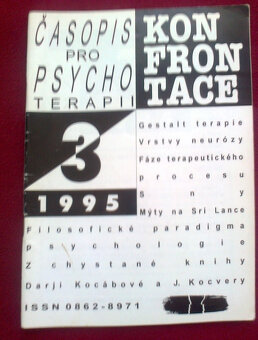 ČASOPIS
PRO
PSYCHO
TERAPII
KON
FRON
TACE
3
1995
Gestalt terapie
Vrstvy neurózy
Fáze terapeutického
procesu
Sny
Mýty na Sri Lance
Filosofické paradigma
psychologie
Z chystané knihy
Darji Kocábové a J. Kocvery
ISSN 0862-8971